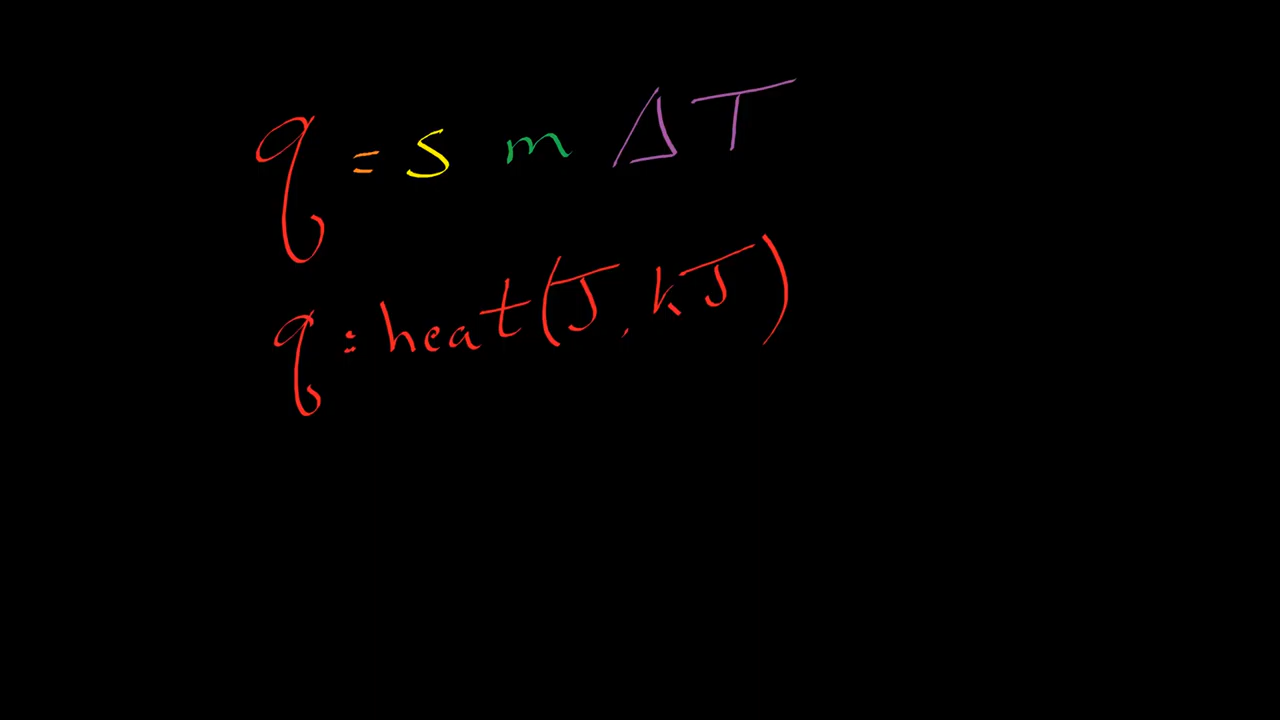 q = s m ΔT
q: heat (J, kJ)